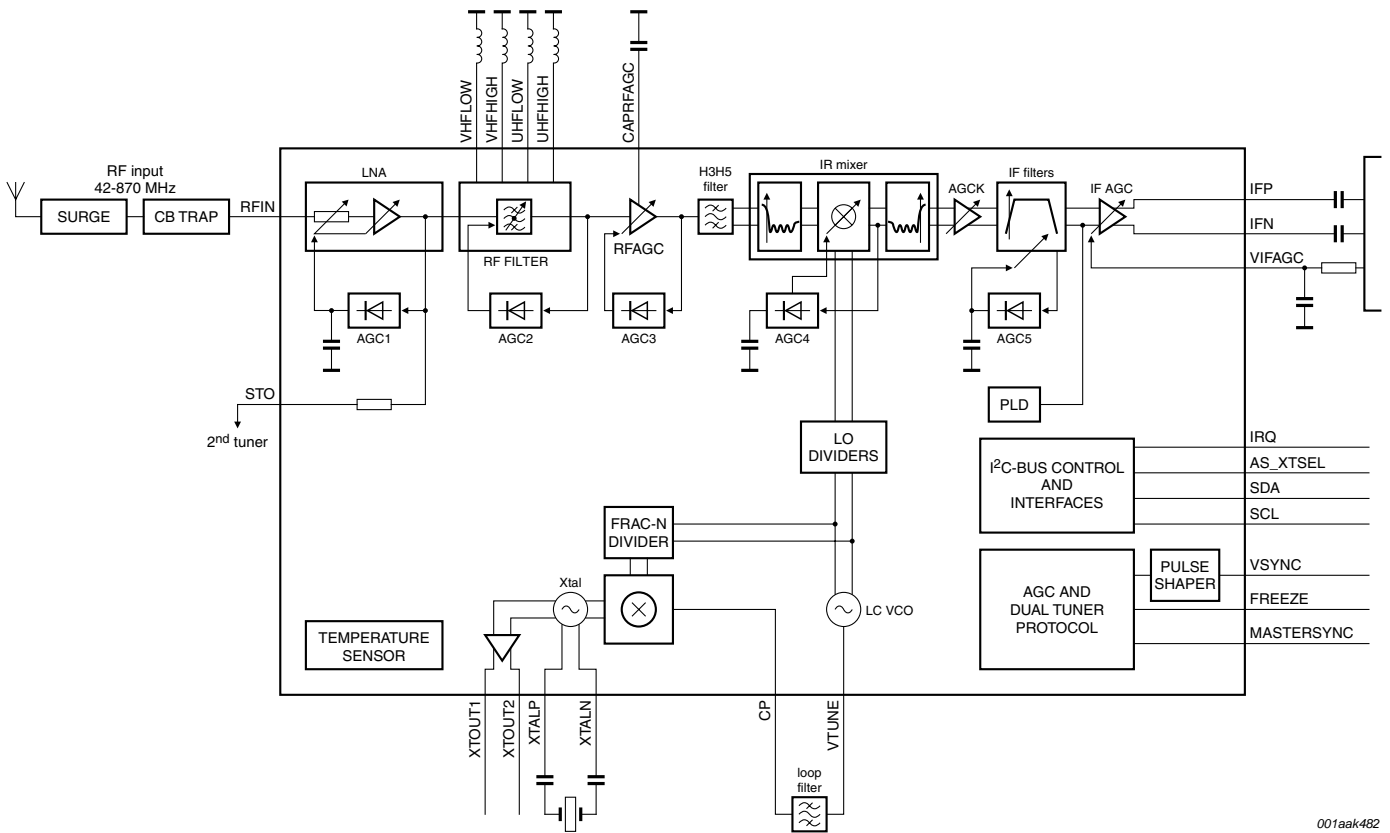 VHFLOW
VHFHIGH
UHFLOW
UHFHIGH
CAPRFAGC
RF input
42-870 MHz
SURGE
CB TRAP
RFIN
LNA
RF FILTER
RFAGC
H3H5
filter
IR mixer
AGCK
IF filters
IF AGC
IFP
IFN
VIFAGC
AGC1
AGC2
AGC3
AGC4
AGC5
STO
2nd tuner
PLD
LO
DIVIDERS
I2C-BUS CONTROL
AND
INTERFACES
IRQ
AS_XTSEL
SDA
SCL
FRAC-N
DIVIDER
Xtal
LC VCO
AGC AND
DUAL TUNER
PROTOCOL
PULSE
SHAPER
VSYNC
FREEZE
MASTERSYNC
TEMPERATURE
SENSOR
XTOUT1
XTOUT2
XTALP
XTALN
CP
VTUNE
loop
filter
001aak482